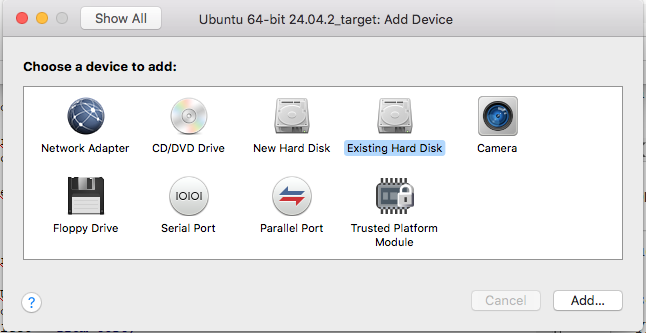 Show All
Ubuntu 64-bit 24.04.2_target: Add Device
Choose a device to add:
Network Adapter
CD/DVD Drive
New Hard Disk
Existing Hard Disk
Camera
IOIOI
Floppy Drive
Serial Port
Parallel Port
Trusted Platform
Module
?
Cancel
Add...